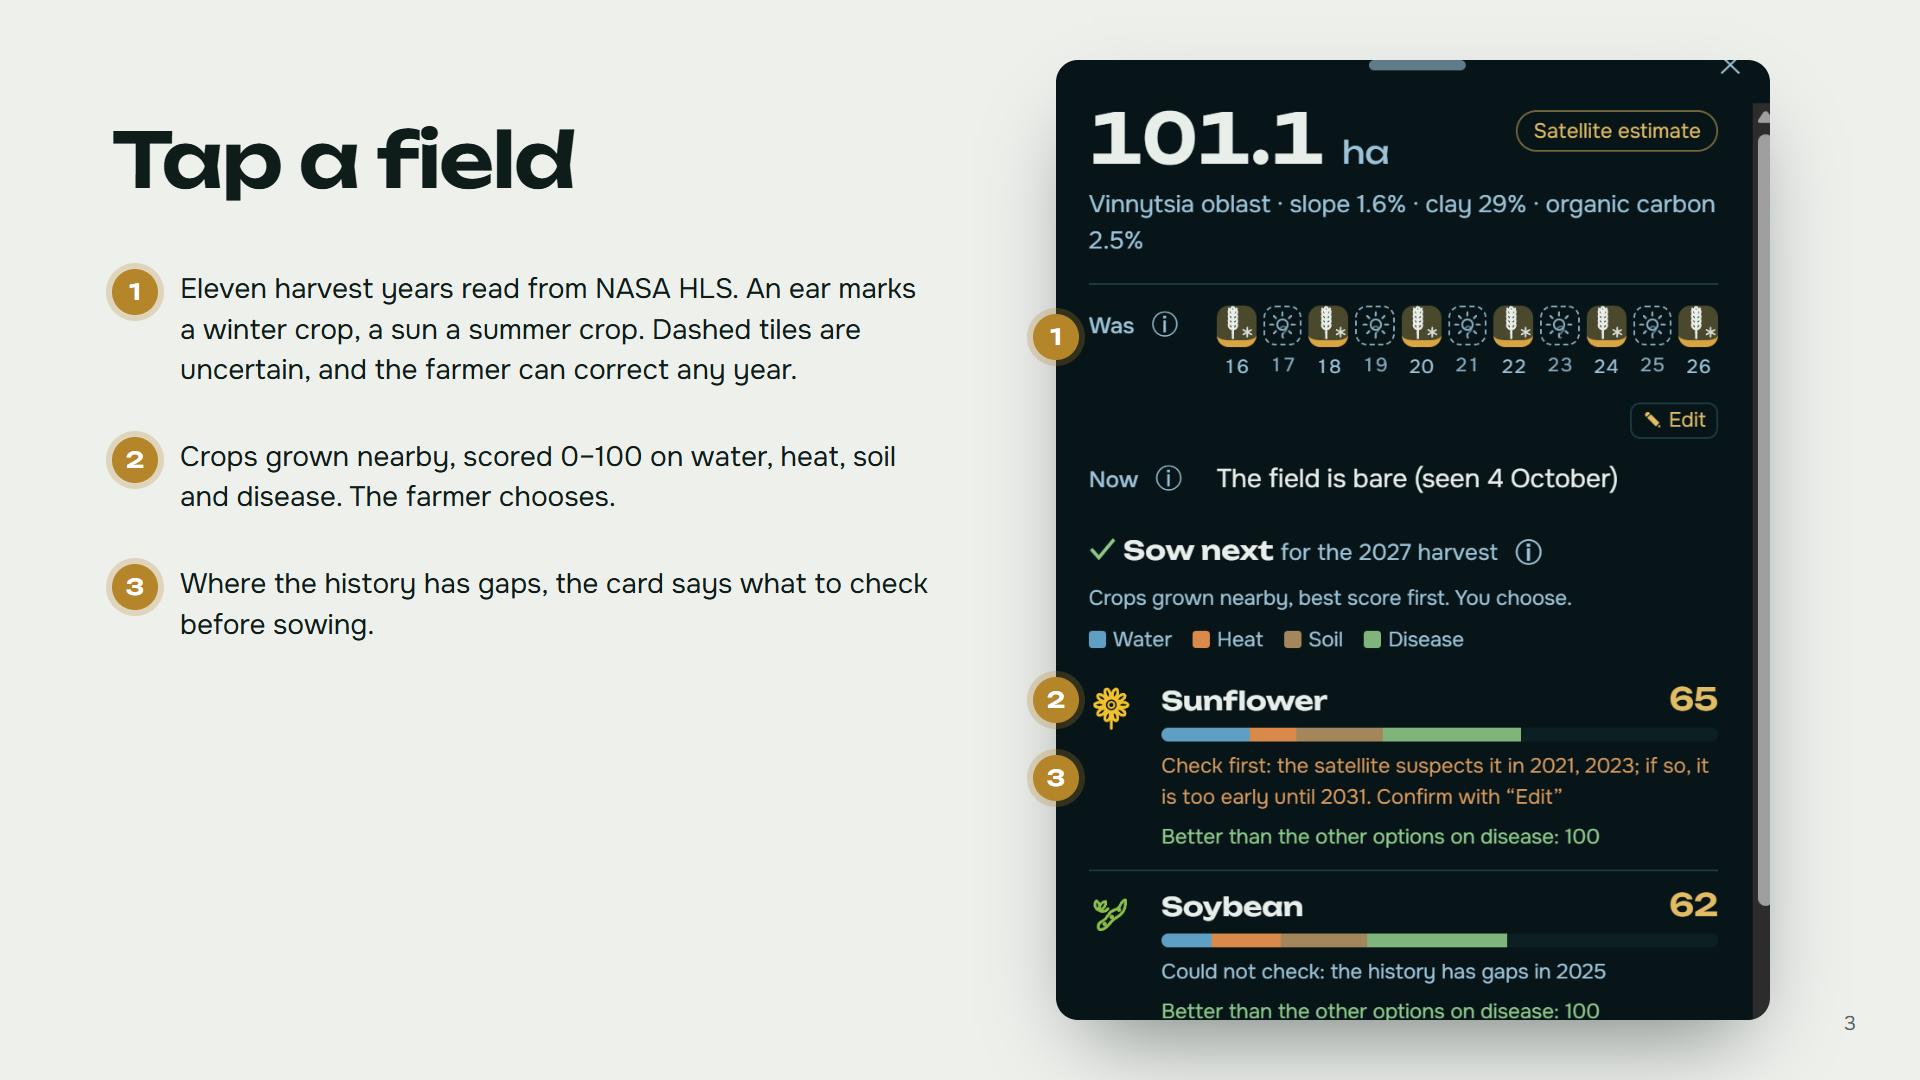 Tap a field
1
Eleven harvest years read from NASA HLS. An ear marks
a winter crop, a sun a summer crop. Dashed tiles are
uncertain, and the farmer can correct any year.
2
Crops grown nearby, scored 0–100 on water, heat, soil
and disease. The farmer chooses.
3
Where the history has gaps, the card says what to check
before sowing.
101.1 ha
Satellite estimate
Vinnytsia oblast · slope 1.6% · clay 29% · organic carbon
2.5%
1
Was
16 17 18 19 20 21 22 23 24 25 26
Edit
Now The field is bare (seen 4 October)
Sow next for the 2027 harvest
Crops grown nearby, best score first. You choose.
Water Heat Soil Disease
2
Sunflower 65
3
Check first: the satellite suspects it in 2021, 2023; if so, it
is too early until 2031. Confirm with “Edit”
Better than the other options on disease: 100
Soybean 62
Could not check: the history has gaps in 2025
Better than the other options on disease: 100
3